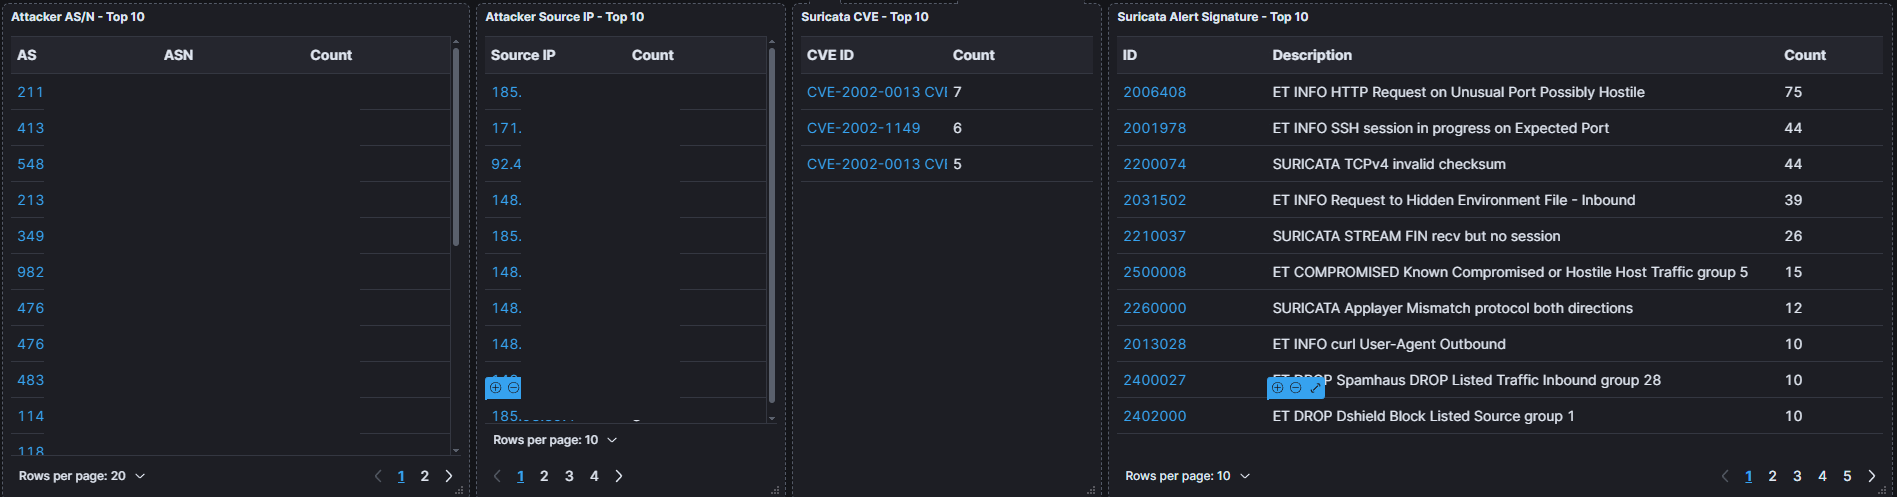 Attacker AS/N - Top 10
AS ASN Count
211
413
548
213
349
982
476
476
483
114
118
Rows per page: 20
1 2
Attacker Source IP - Top 10
Source IP Count
185.
171.
92.4
148.
185.
148.
148.
148.
185.
Rows per page: 10
1 2 3 4
Suricata CVE - Top 10
CVE ID Count
CVE-2002-0013 CVI 7
CVE-2002-1149 6
CVE-2002-0013 CVI 5
Suricata Alert Signature - Top 10
ID Description Count
2006408 ET INFO HTTP Request on Unusual Port Possibly Hostile 75
2001978 ET INFO SSH session in progress on Expected Port 44
2200074 SURICATA TCPv4 invalid checksum 44
2031502 ET INFO Request to Hidden Environment File - Inbound 39
2210037 SURICATA STREAM FIN recv but no session 26
2500008 ET COMPROMISED Known Compromised or Hostile Host Traffic group 5 15
2260000 SURICATA Applayer Mismatch protocol both directions 12
2013028 ET INFO curl User-Agent Outbound 10
2400027 ET DROP Spamhaus DROP Listed Traffic Inbound group 28 10
2402000 ET DROP Dshield Block Listed Source group 1 10
Rows per page: 10
1 2 3 4 5